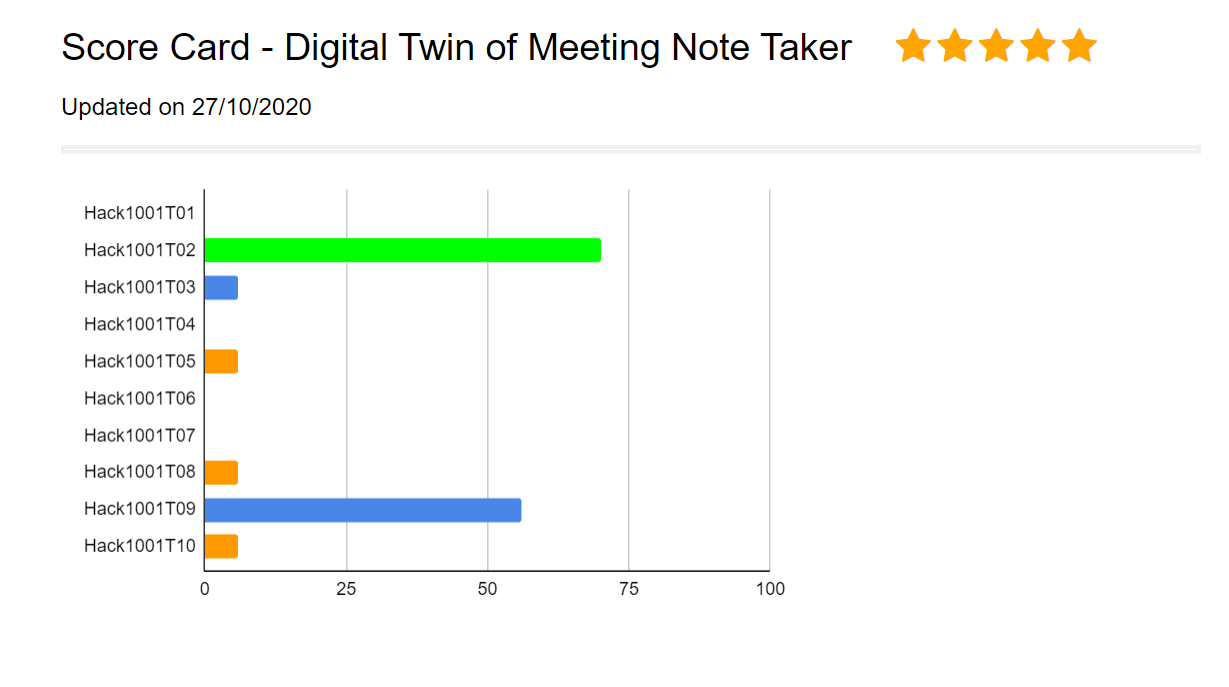 Score Card - Digital Twin of Meeting Note Taker
Updated on 27/10/2020
Hack1001T01
Hack1001T02
Hack1001T03
Hack1001T04
Hack1001T05
Hack1001T06
Hack1001T07
Hack1001T08
Hack1001T09
Hack1001T10
0 25 50 75 100